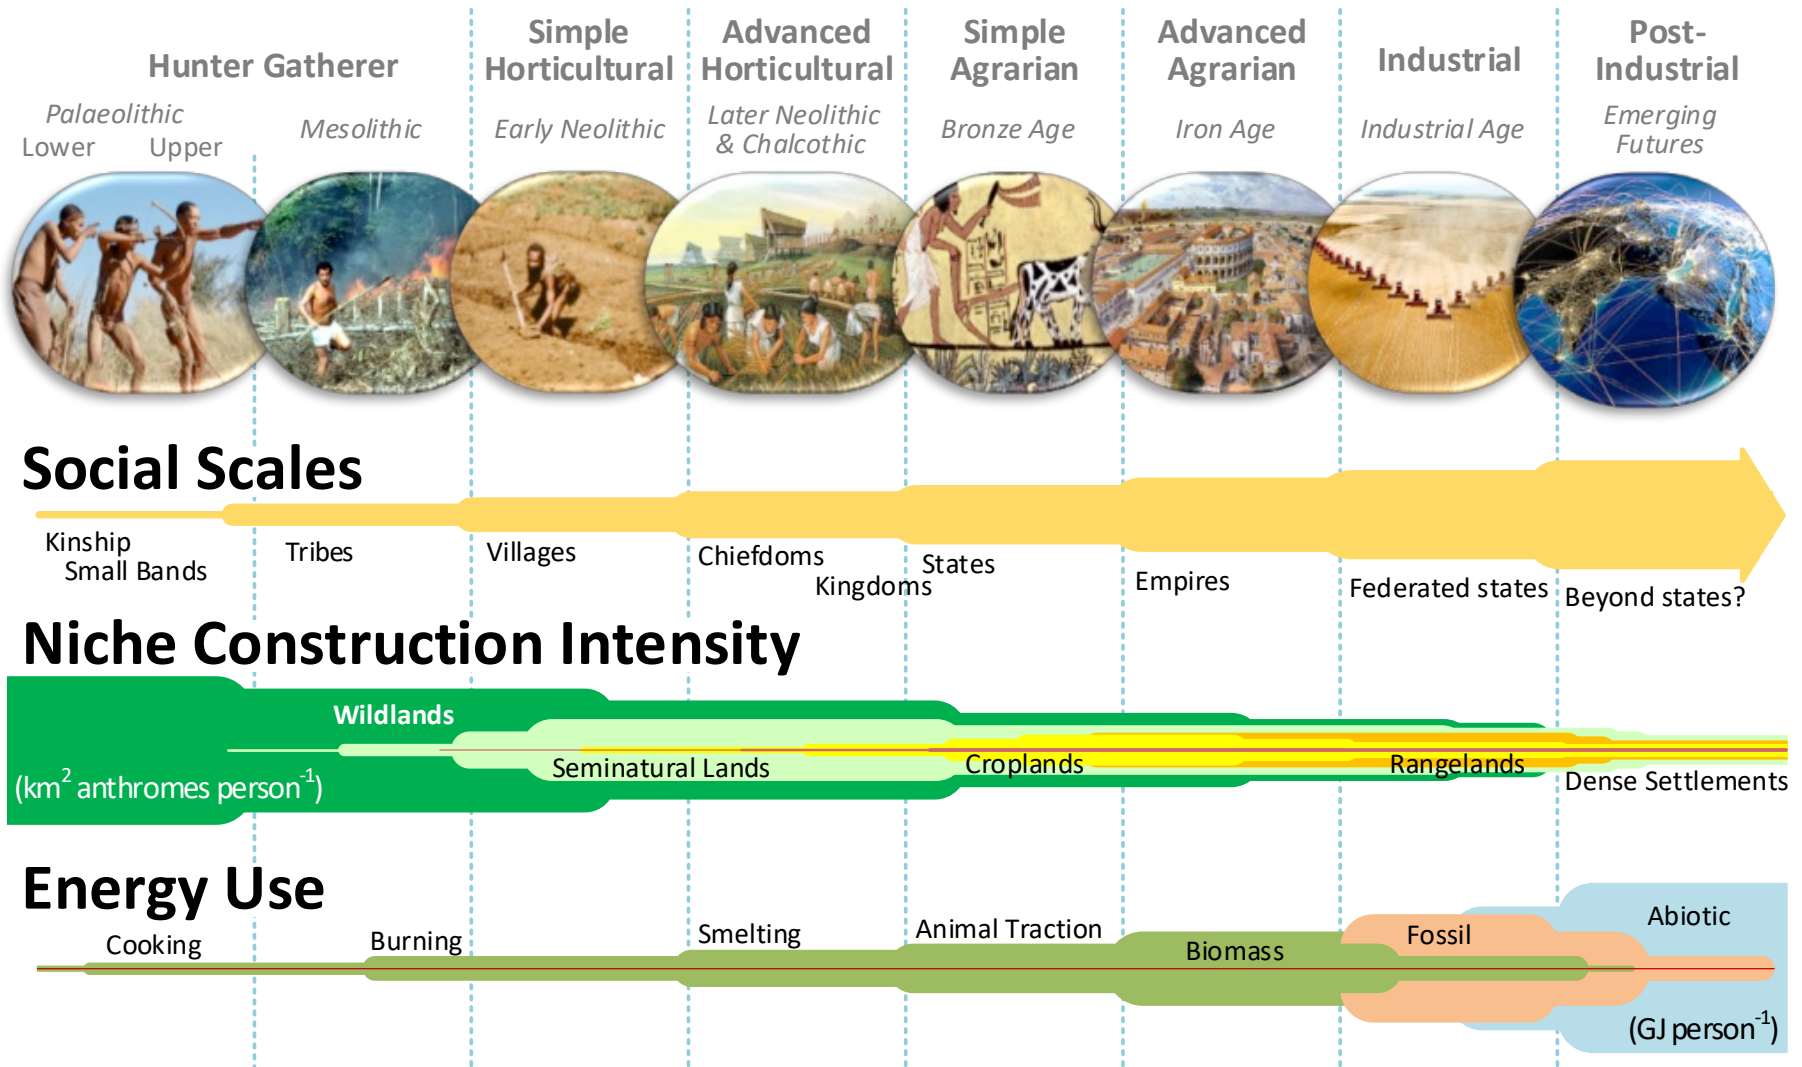 Hunter Gatherer
Simple
Horticultural
Advanced
Horticultural
Simple
Agrarian
Advanced
Agrarian
Industrial
Post-
Industrial
Palaeolithic
Lower Upper
Mesolithic
Early Neolithic
Later Neolithic
& Chalcothic
Bronze Age
Iron Age
Industrial Age
Emerging
Futures
Social Scales
Kinship
Small Bands
Tribes
Villages
Chiefdoms
Kingdoms
States
Empires
Federated states
Beyond states?
Niche Construction Intensity
Wildlands
(km² anthromes person⁻¹)
Seminatural Lands
Croplands
Rangelands
Dense Settlements
Energy Use
Cooking
Burning
Smelting
Animal Traction
Biomass
Fossil
Abiotic
(GJ person⁻¹)